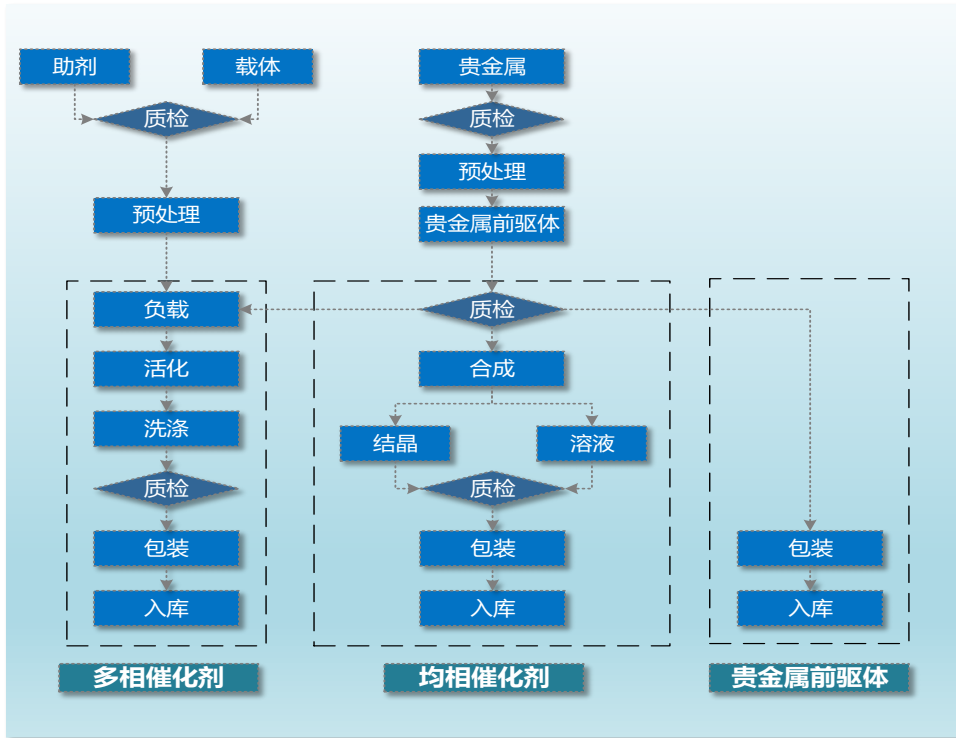 助剂
载体
贵金属
质检
质检
预处理
预处理
贵金属前驱体
负载
质检
活化
合成
洗涤
结晶
溶液
质检
质检
包装
包装
包装
入库
入库
入库
多相催化剂
均相催化剂
贵金属前驱体